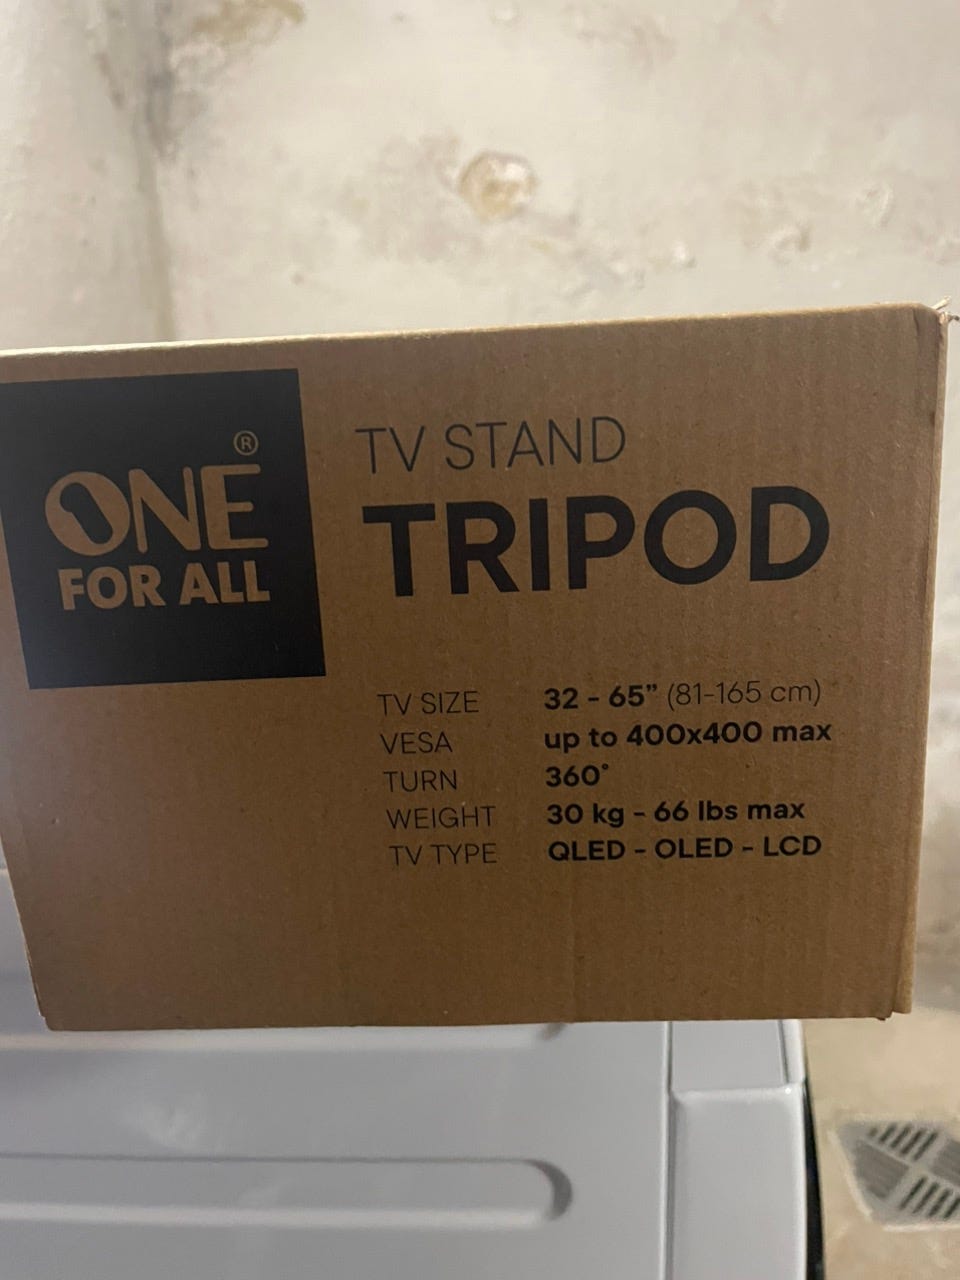 ONE®
FOR ALL
TV STAND
TRIPOD
TV SIZE 32 - 65” (81-165 cm)
VESA up to 400x400 max
TURN 360°
WEIGHT 30 kg - 66 lbs max
TV TYPE QLED - OLED - LCD